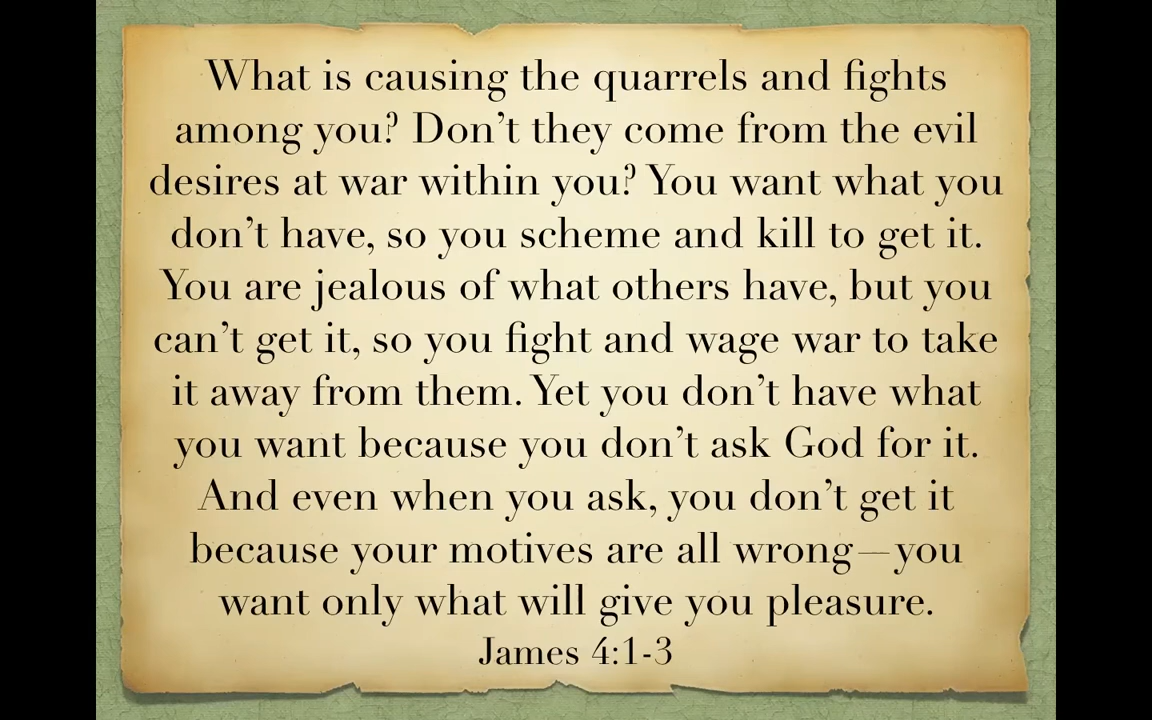 What is causing the quarrels and fights
among you? Don’t they come from the evil
desires at war within you? You want what you
don’t have, so you scheme and kill to get it.
You are jealous of what others have, but you
can’t get it, so you fight and wage war to take
it away from them. Yet you don’t have what
you want because you don’t ask God for it.
And even when you ask, you don’t get it
because your motives are all wrong—you
want only what will give you pleasure.
James 4:1-3